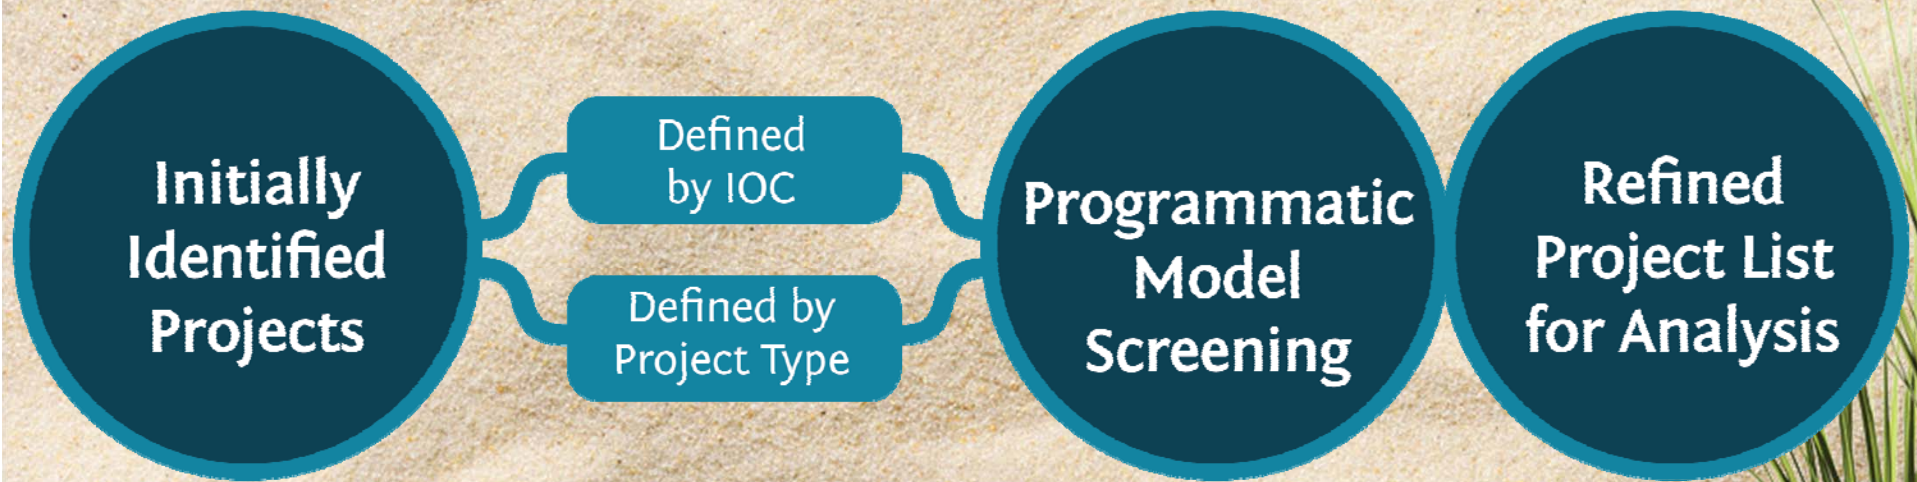 Initially
Identified
Projects
Defined
by IOC
Defined by
Project Type
Programmatic
Model
Screening
Refined
Project List
for Analysis